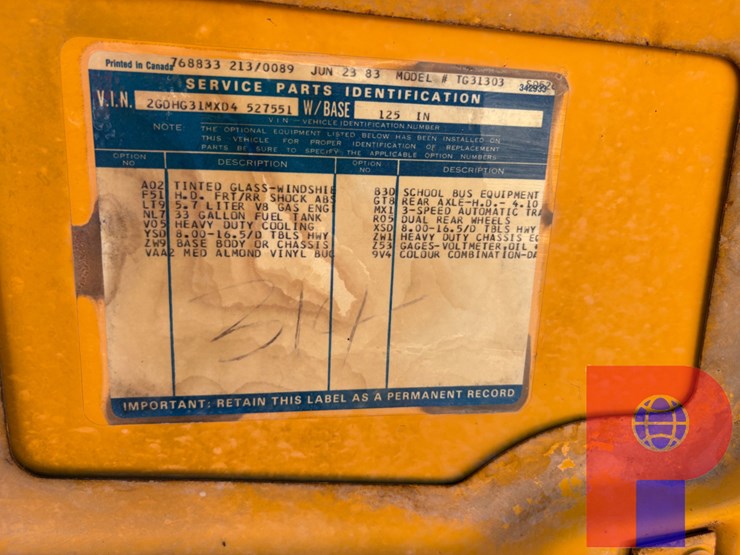 Printed in Canada 768833 213/0089 JUN 23 83 MODEL # TG31303
SERVICE PARTS IDENTIFICATION
V.I.N. 2G0HG31MXD4 527551 W/BASE 125 IN
V.I.N. - VEHICLE IDENTIFICATION NUMBER
NOTE: THE OPTIONAL EQUIPMENT LISTED BELOW HAS BEEN INSTALLED ON
THIS VEHICLE FOR PROPER IDENTIFICATION OF REPLACEMENT
PARTS BE SURE TO SPECIFY THE APPLICABLE OPTION NUMBERS
OPTION NO. DESCRIPTION OPTION NO. DESCRIPTION
A02 TINTED GLASS-WINDSHIE B3D SCHOOL BUS EQUIPMENT
F51 H.D. FRT/RR SHOCK ABS GT8 REAR AXLE-H.D.- 4.10
LT9 5.7 LITER V8 GAS ENGI MX1 3-SPEED AUTOMATIC TRA
NL7 33 GALLON FUEL TANK R05 DUAL REAR WHEELS
V05 HEAVY DUTY COOLING XSD 8.00-16.5/D TBLS HWY
YSD 8.00-16.5/D TBLS HWY ZW1 HEAVY DUTY CHASSIS EQ
ZW9 BASE BODY OR CHASSIS Z53 GAGES-VOLTMETER,OIL
VAA2 MED ALMOND VINYL BUC 9V4 COLOUR COMBINATION-DA
314
IMPORTANT: RETAIN THIS LABEL AS A PERMANENT RECORD